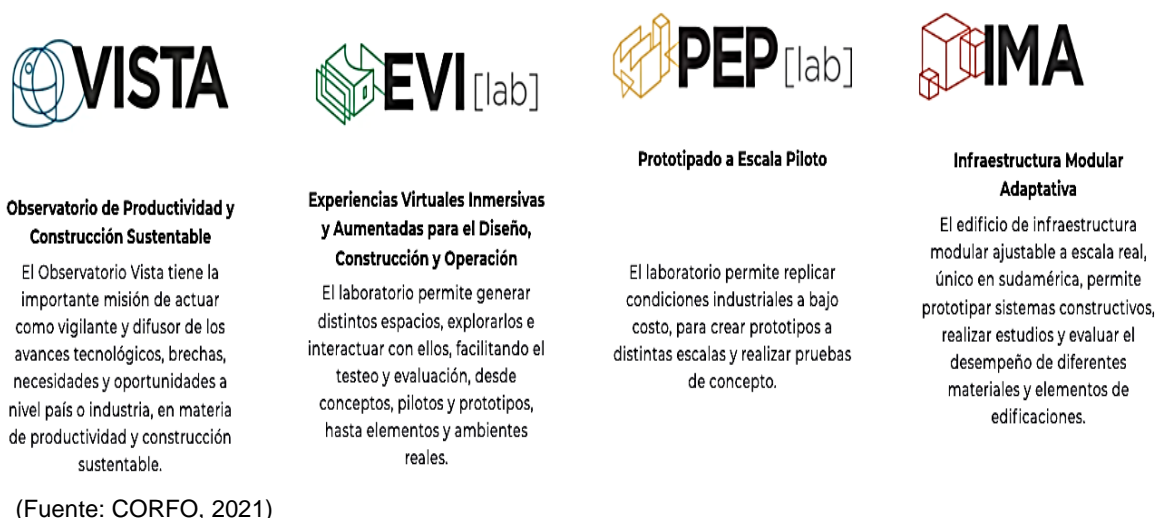 VISTA
Observatorio de Productividad y
Construcción Sustentable
El Observatorio Vista tiene la
importante misión de actuar
como vigilante y difusor de los
avances tecnológicos, brechas,
necesidades y oportunidades a
nivel país o industria, en materia
de productividad y construcción
sustentable.
EVI [lab]
Experiencias Virtuales Inmersivas
y Aumentadas para el Diseño,
Construcción y Operación
El laboratorio permite generar
distintos espacios, explorarlos e
interactuar con ellos, facilitando el
testeo y evaluación, desde
conceptos, pilotos y prototipos,
hasta elementos y ambientes
reales.
PEP [lab]
Prototipado a Escala Piloto
El laboratorio permite replicar
condiciones industriales a bajo
costo, para crear prototipos a
distintas escalas y realizar pruebas
de concepto.
IMA
Infraestructura Modular
Adaptativa
El edificio de infraestructura
modular ajustable a escala real,
único en sudamérica, permite
prototipar sistemas constructivos,
realizar estudios y evaluar el
desempeño de diferentes
materiales y elementos de
edificaciones.
(Fuente: CORFO, 2021)